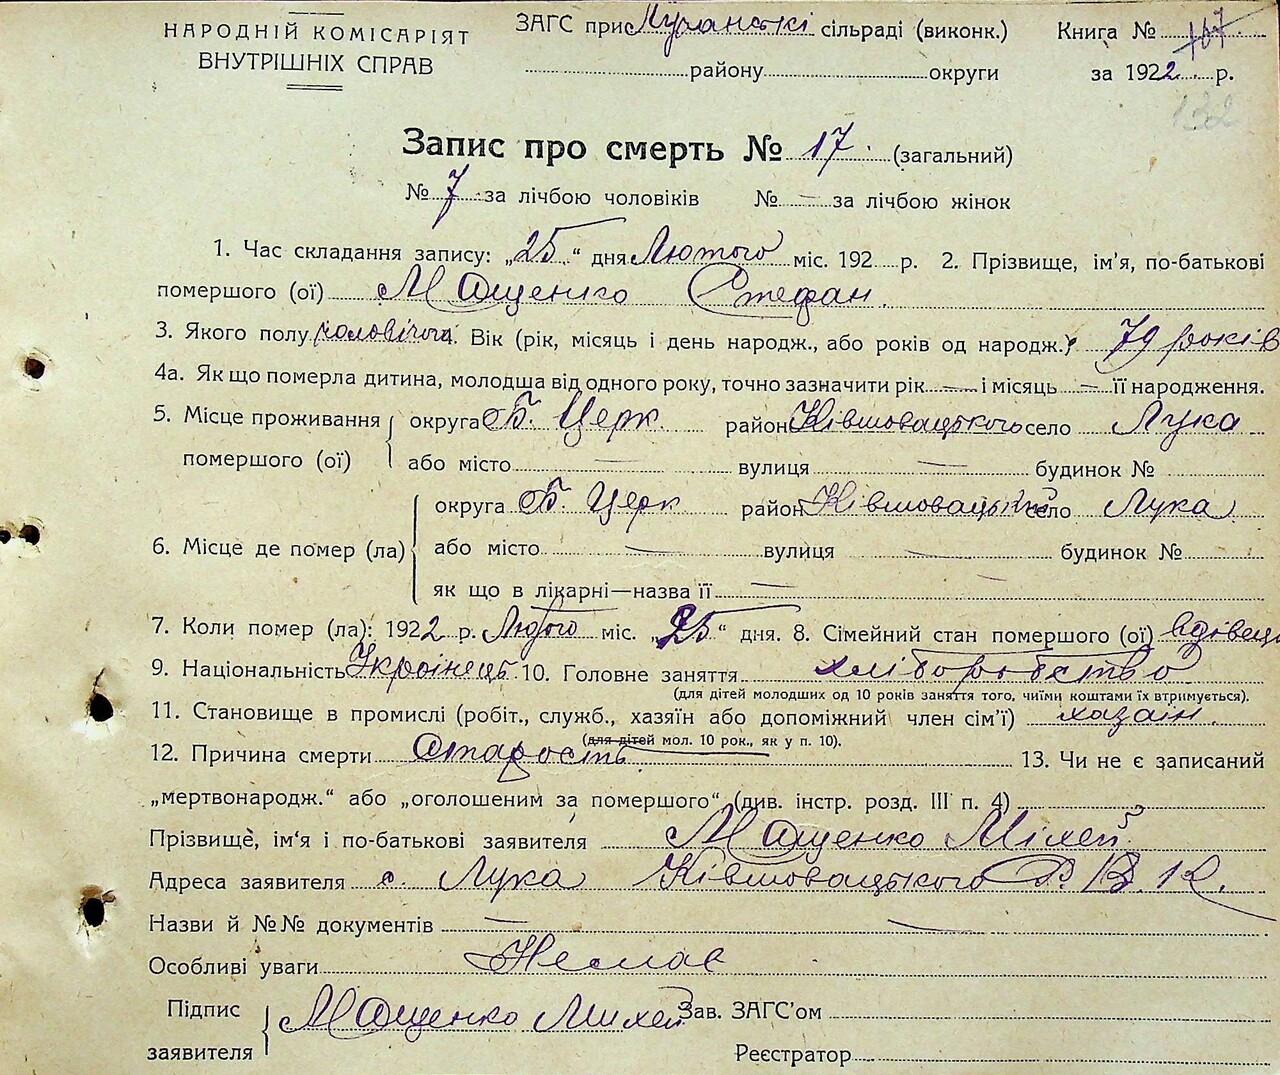 НАРОДНІЙ КОМІСАРІЯТ
ВНУТРІШНІХ СПРАВ
ЗАГС при Лучанські сільраді (виконк.)
району округи
Книга №
за 1922 р.
132
Запис про смерть № 17. (загальний)
№ 7 за лічбою чоловіків № — за лічбою жінок
1. Час складання запису: „25“ дня Лютого міс. 192 р. 2. Прізвище, ім'я, по-батькові
помершого (ої) Мащенко Стефан.
3. Якого полу чоловічого 4. Вік (рік, місяць і день народж., або років од народж.) 79 років
4а. Як що померла дитина, молодша від одного року, точно зазначити рік — і місяць — її народження.
5. Місце проживання помершого (ої)
округа Б. Церк. район Ківшовацького село Лука
або місто — вулиця — будинок №
6. Місце де помер (ла)
округа Б. Церк район Ківшовацький село Лука
або місто — вулиця — будинок №
як що в лікарні—назва її —
7. Коли помер (ла): 1922 р. Лютого міс. „25“ дня. 8. Сімейний стан помершого (ої) вдівець
9. Національність Українець 10. Головне заняття хліборобство
(для дітей молодших од 10 років заняття того, чиїми коштами їх втримується).
11. Становище в промислі (робіт., служб., хазяїн або допоміжний член сім'ї) хазаін.
(для дітей мол. 10 рок., як у п. 10).
12. Причина смерти Старость 13. Чи не є записаний
„мертвонародж.“ або „оголошеним за помершого“ (див. інстр. розд. III п. 4)
Прізвище, ім'я і по-батькові заявителя Мащенко Міхей
Адреса заявителя с. Лука Ківшовацького Р. В. К.
Назви й №№ документів — —
Особливі уваги Немає
Підпис заявителя Мащенко Михей
Зав. ЗАГС'ом
Реєстратор